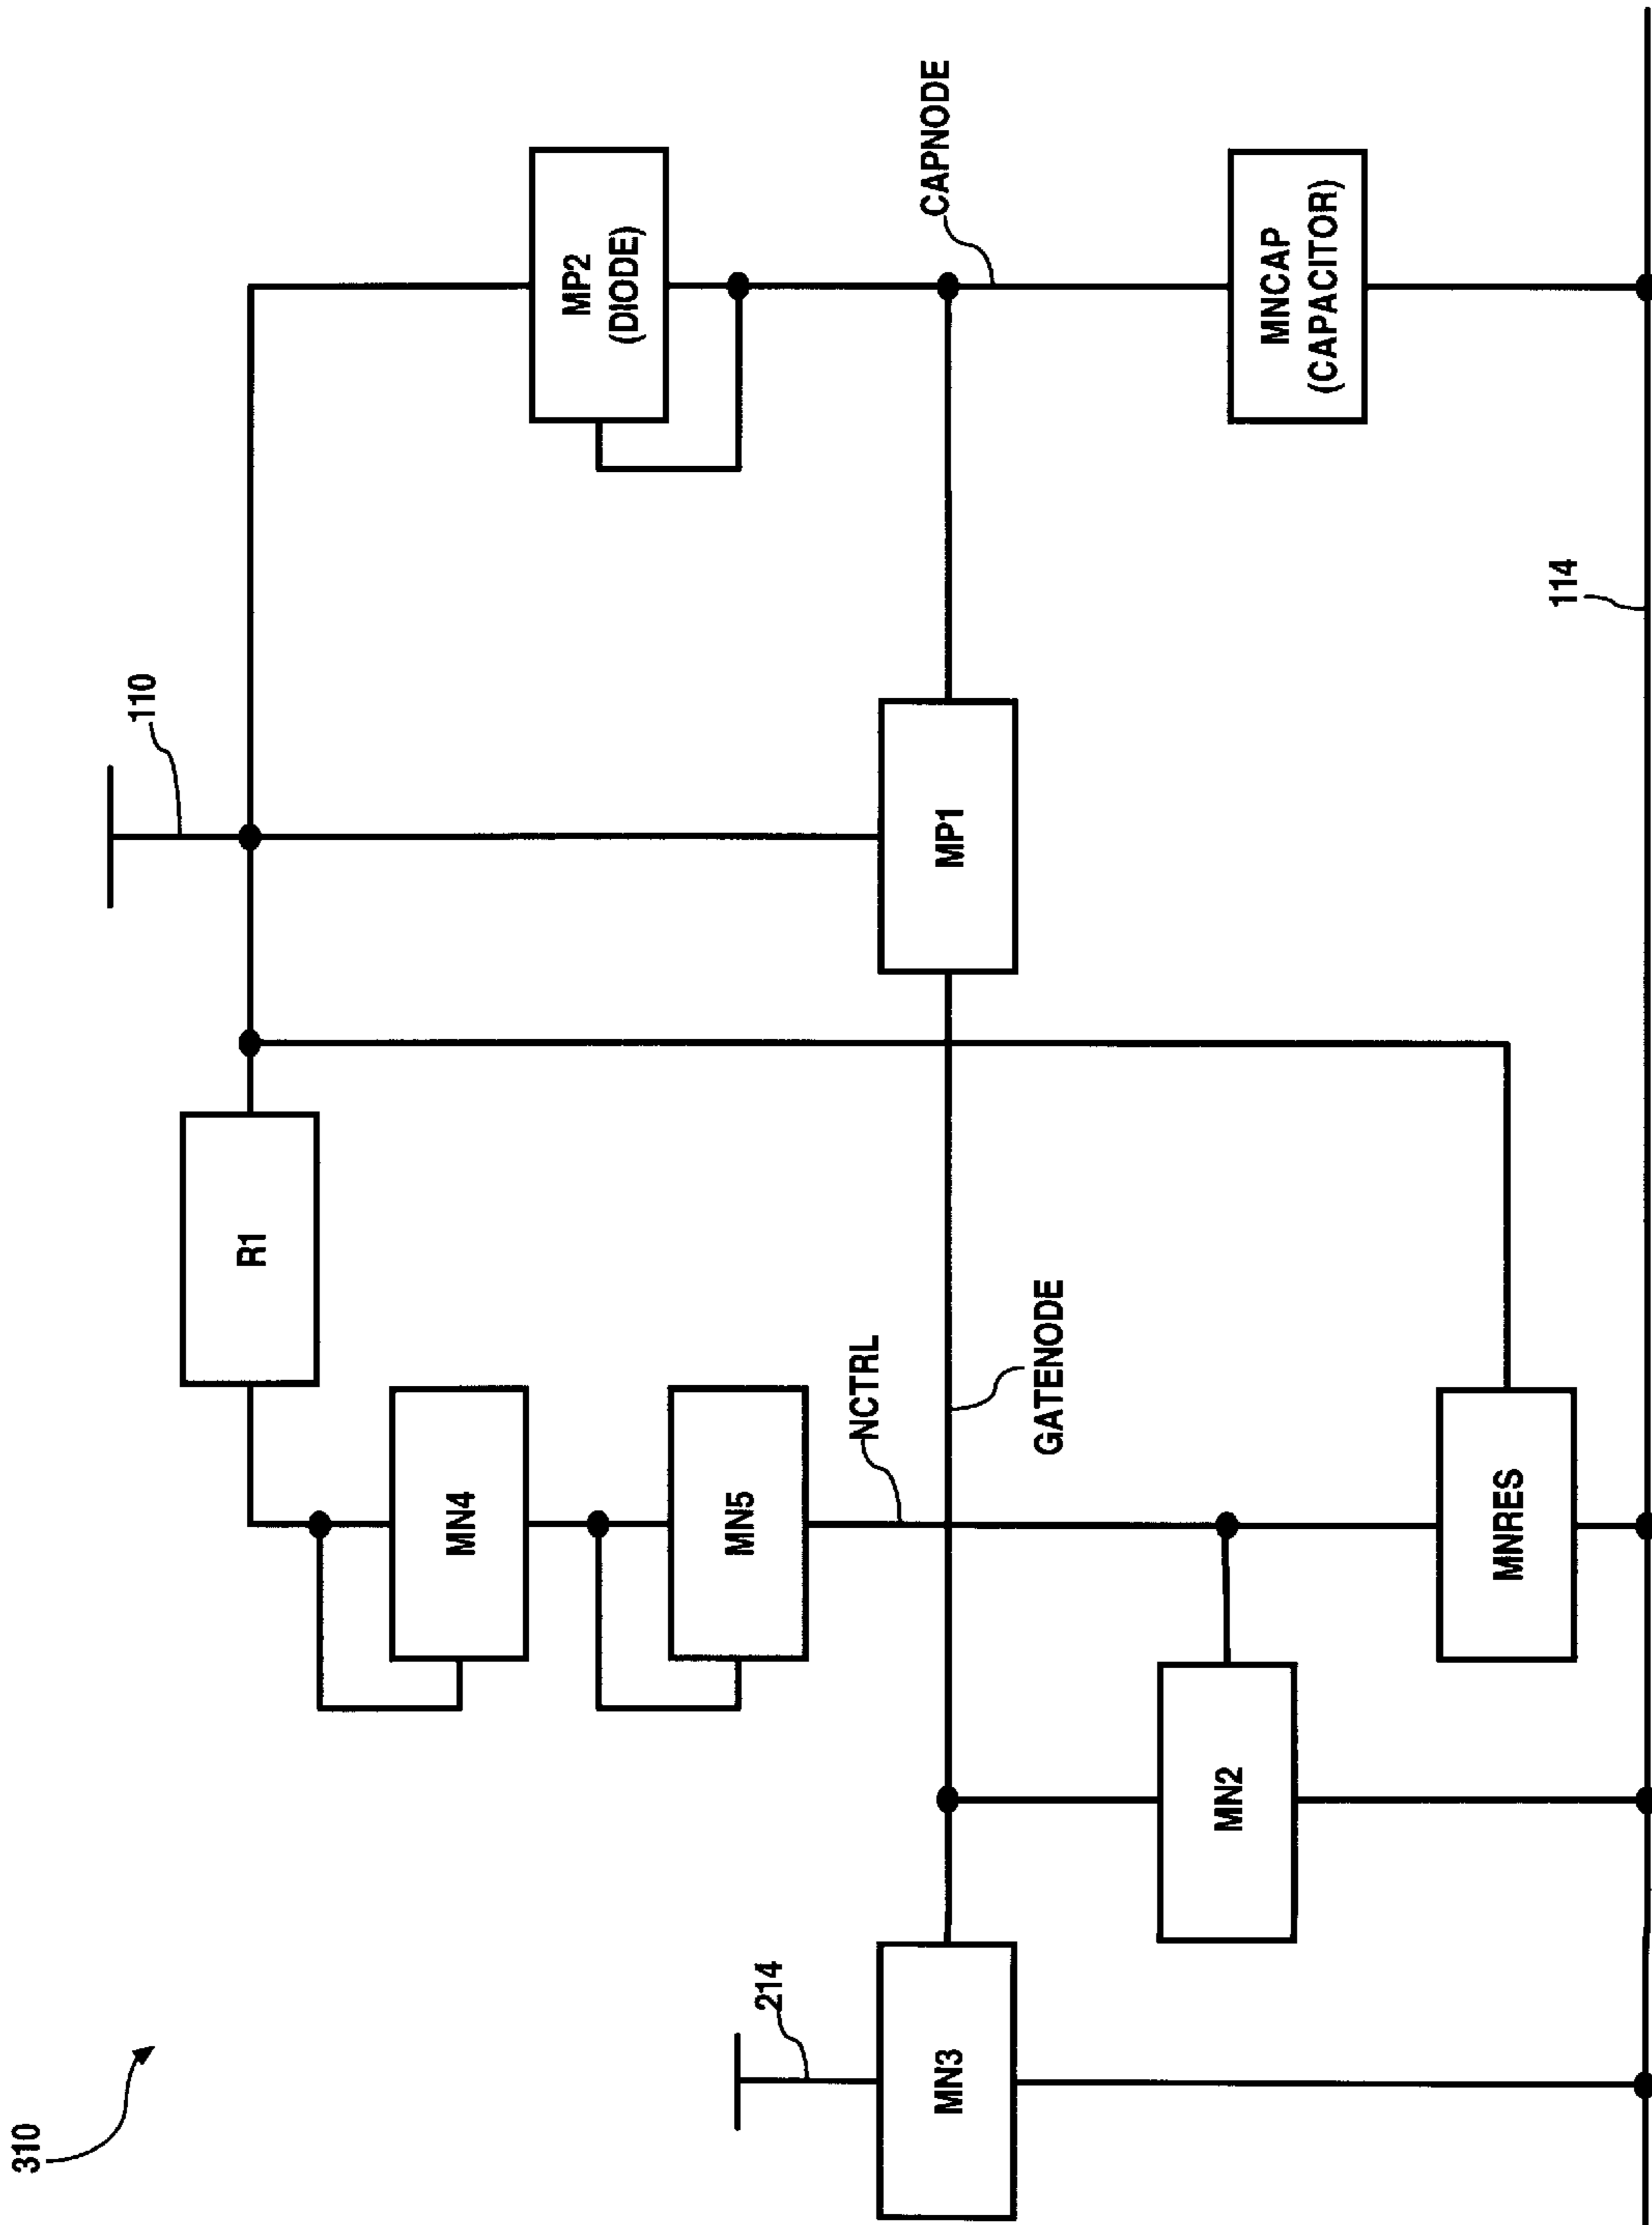 310
110
R1
MP2
(DIODE)
MN4
MN5
214
NCTRL
CAPNODE
MN3
MP1
GATENODE
MN2
MNCAP
(CAPACITOR)
MNRES
114